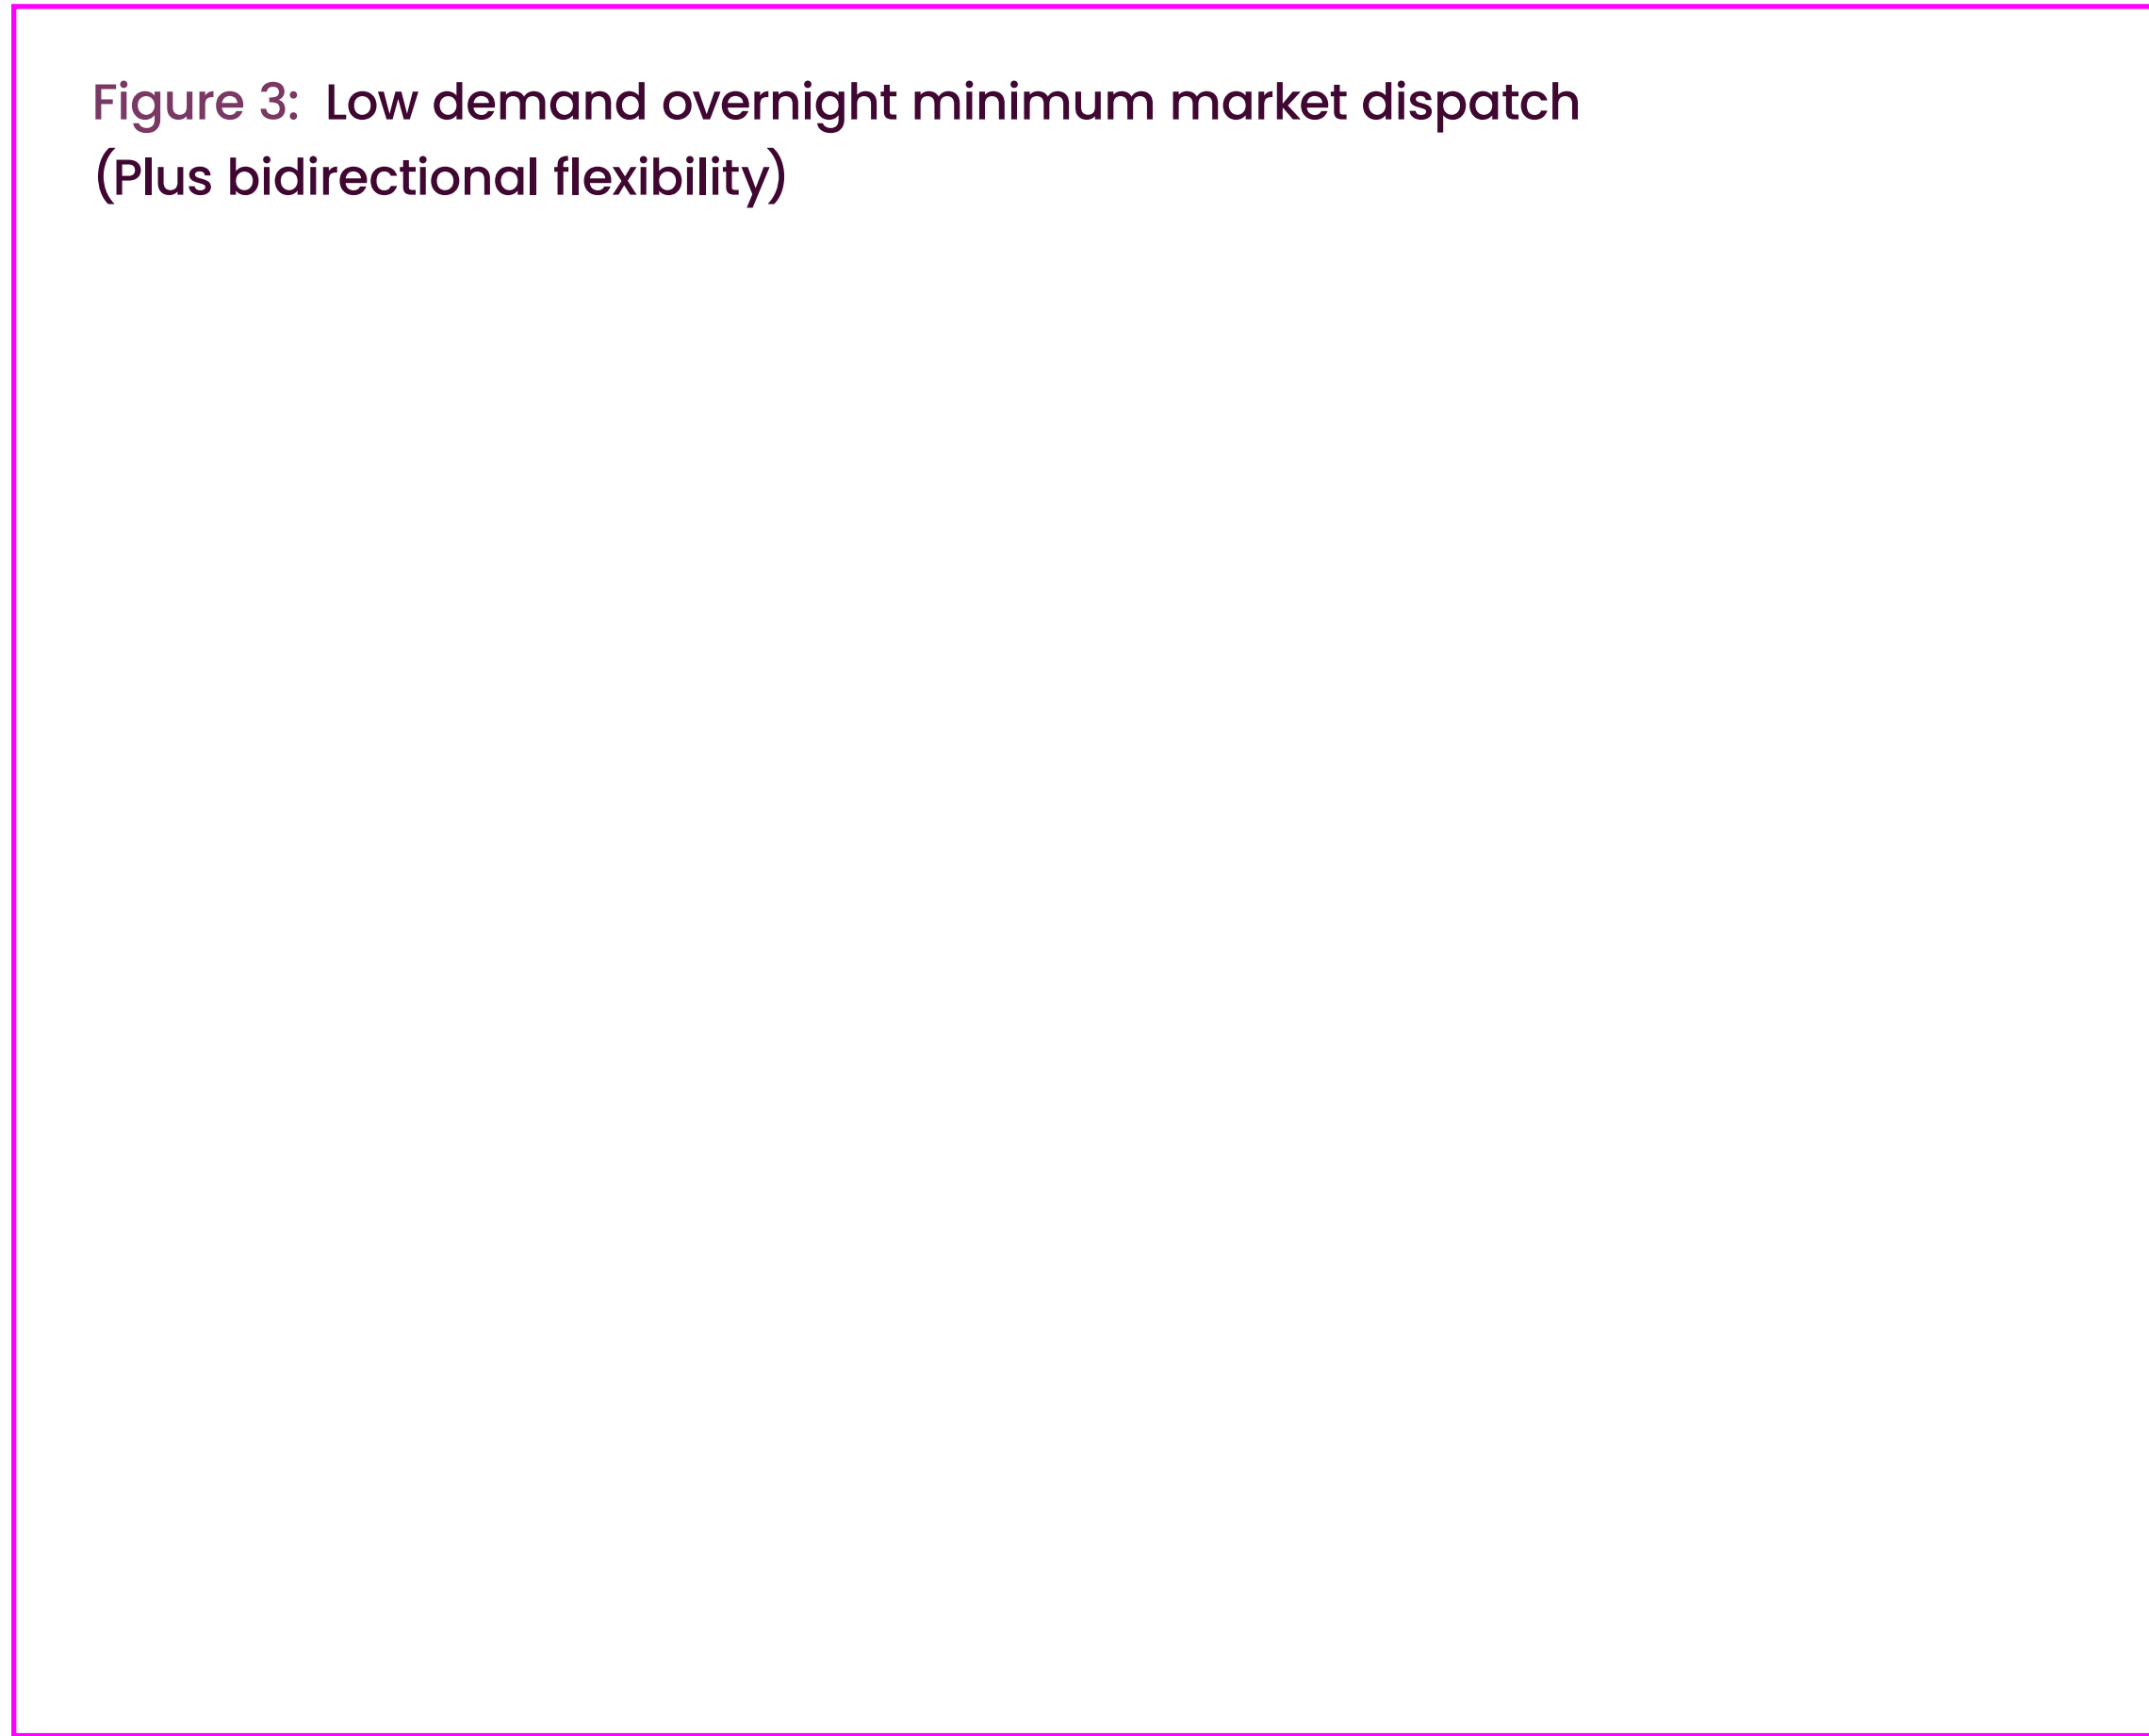 Figure 3: Low demand overnight minimum market dispatch
(Plus bidirectional flexibility)